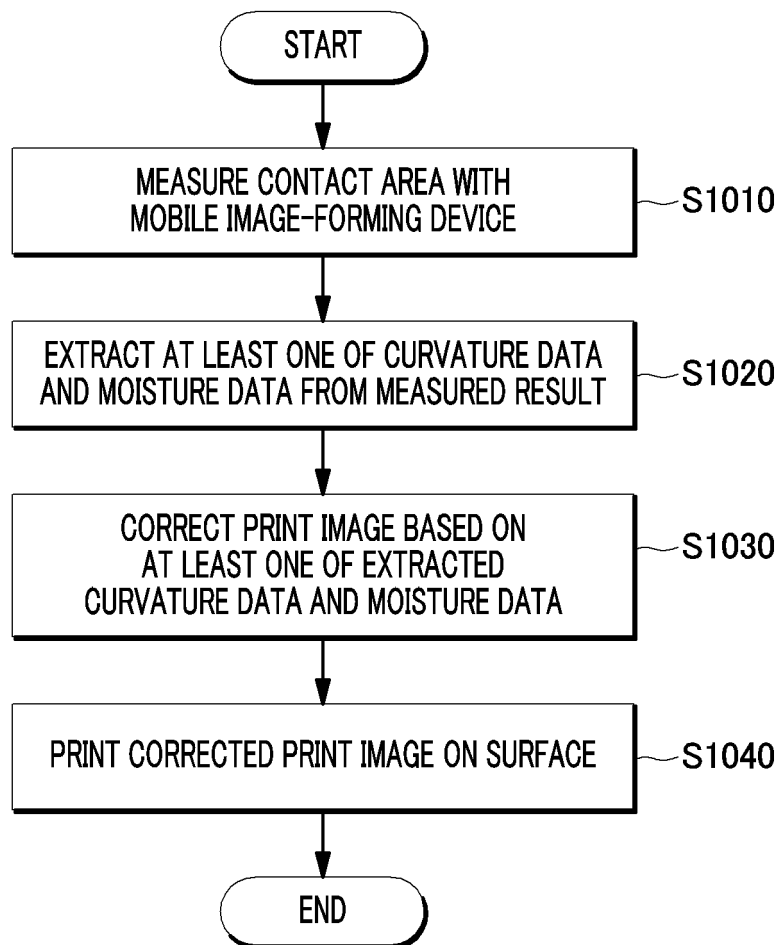 START
MEASURE CONTACT AREA WITH
MOBILE IMAGE-FORMING DEVICE
S1010
EXTRACT AT LEAST ONE OF CURVATURE DATA
AND MOISTURE DATA FROM MEASURED RESULT
S1020
CORRECT PRINT IMAGE BASED ON
AT LEAST ONE OF EXTRACTED
CURVATURE DATA AND MOISTURE DATA
S1030
PRINT CORRECTED PRINT IMAGE ON SURFACE
S1040
END